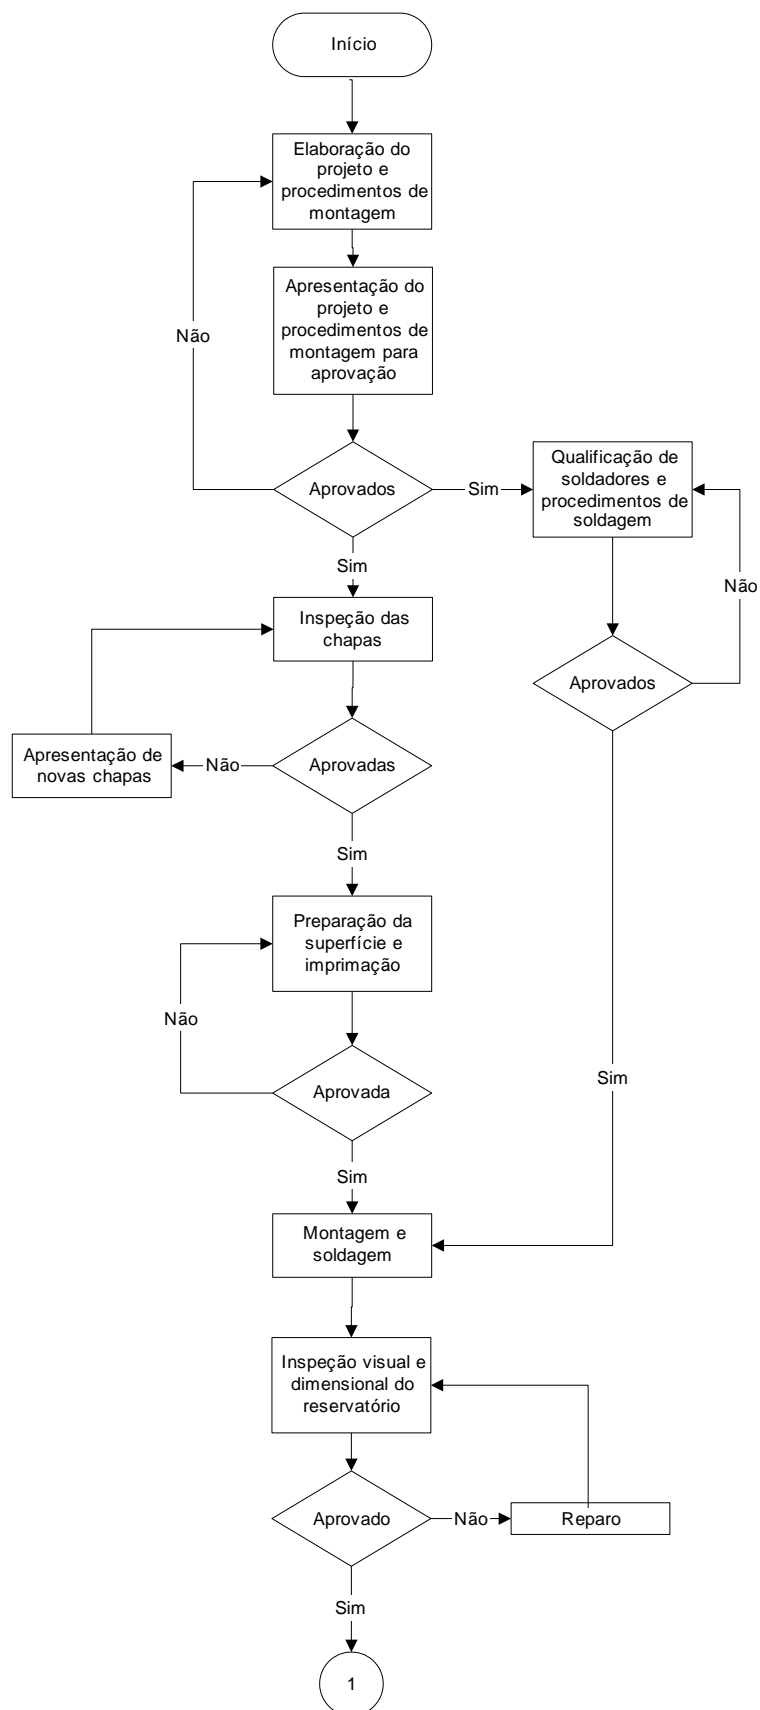 Início
Elaboração do
projeto e
procedimentos de
montagem
Apresentação do
projeto e
procedimentos de
montagem para
aprovação
Não
Aprovados
Sim
Qualificação de
soldadores e
procedimentos de
soldagem
Não
Sim
Inspeção das
chapas
Aprovados
Apresentação de
novas chapas
Não
Aprovadas
Sim
Preparação da
superfície e
imprimação
Não
Aprovada
Sim
Sim
Montagem e
soldagem
Inspeção visual e
dimensional do
reservatório
Aprovado
Não
Reparo
Sim
1